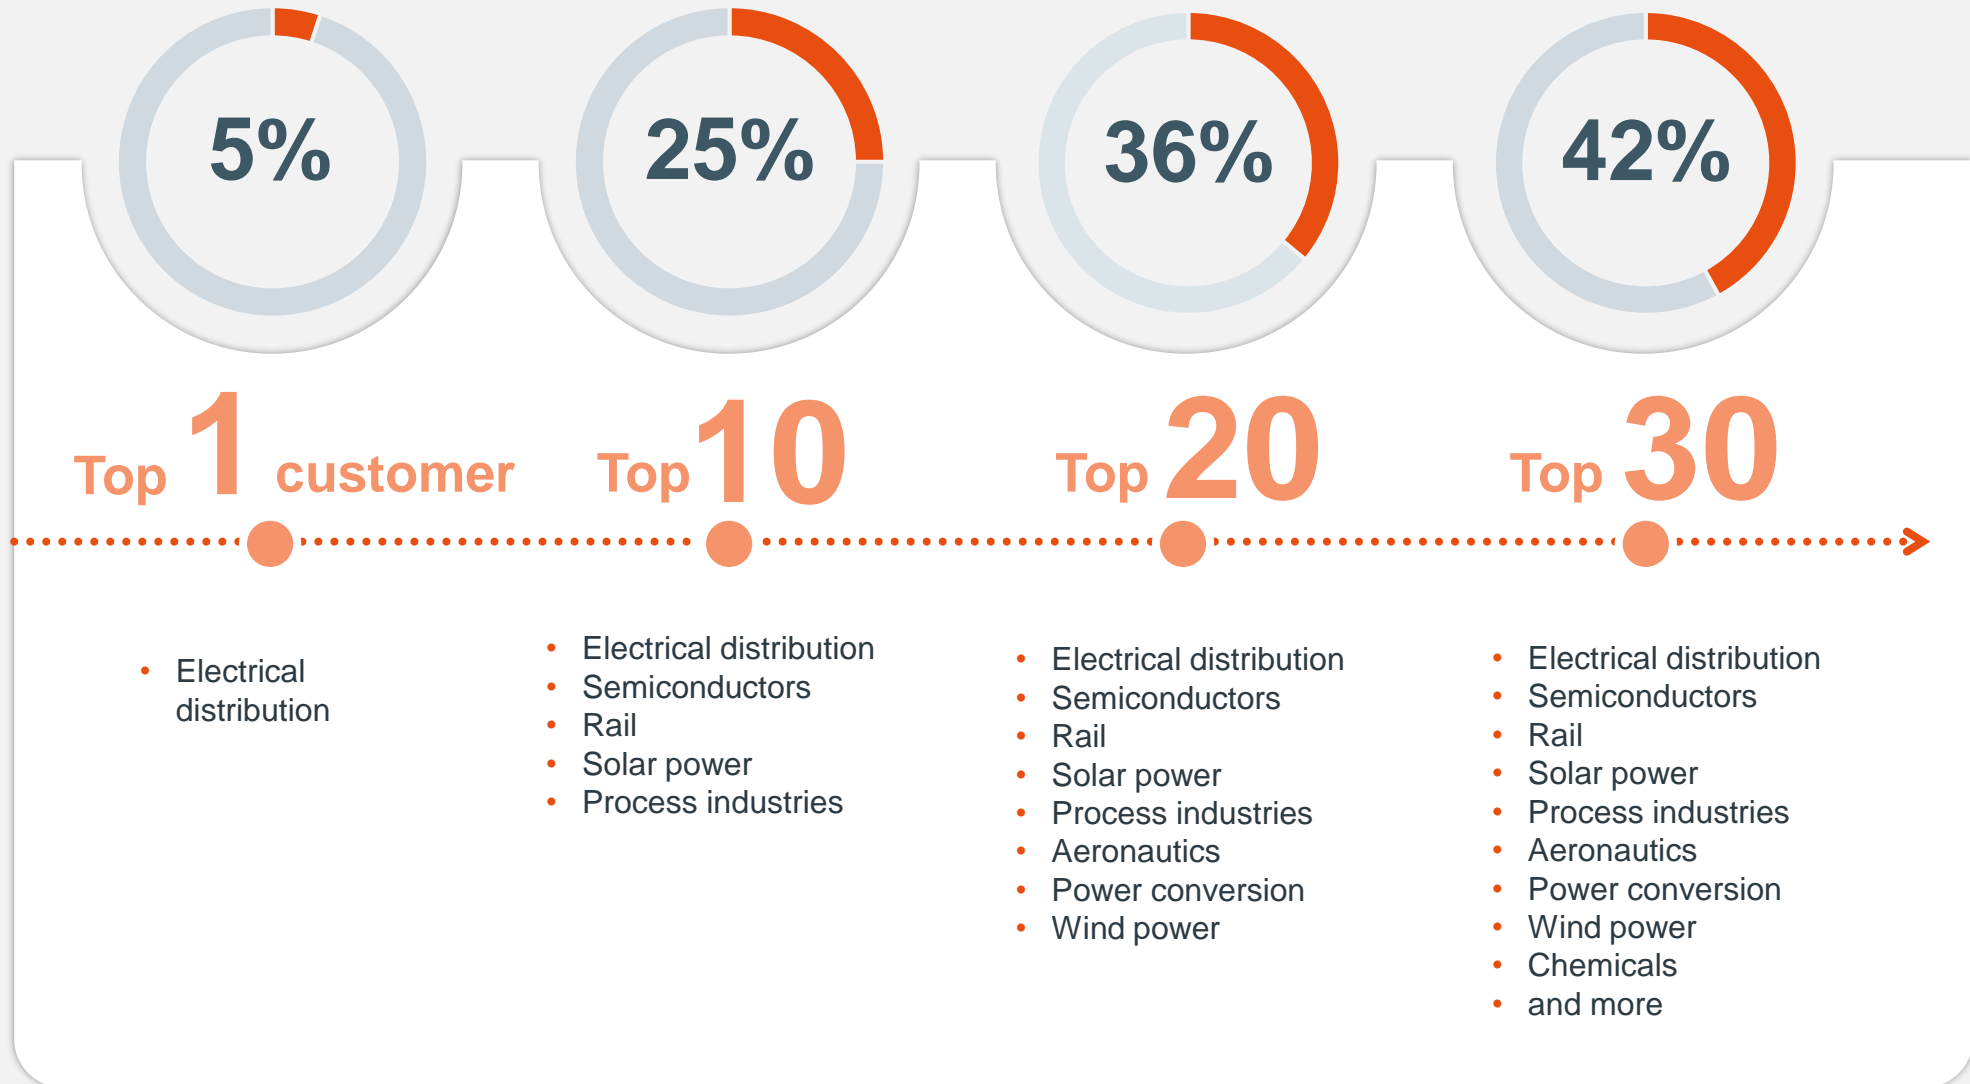 5%
25%
36%
42%
Top 1 customer
Top 10
Top 20
Top 30
• Electrical
distribution
• Electrical distribution
• Semiconductors
• Rail
• Solar power
• Process industries
• Electrical distribution
• Semiconductors
• Rail
• Solar power
• Process industries
• Aeronautics
• Power conversion
• Wind power
• Electrical distribution
• Semiconductors
• Rail
• Solar power
• Process industries
• Aeronautics
• Power conversion
• Wind power
• Chemicals
• and more